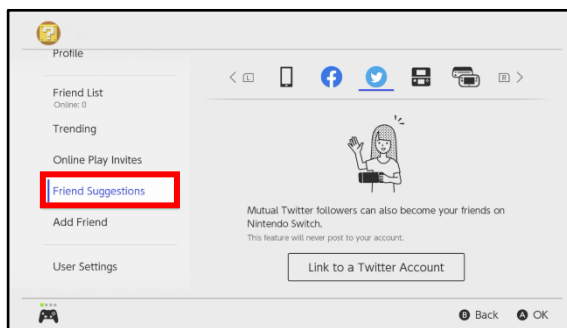 Profile
Friend List
Online: 0
Trending
Online Play Invites
Friend Suggestions
Add Friend
User Settings
L
R
Mutual Twitter followers can also become your friends on
Nintendo Switch.
This feature will never post to your account.
Link to a Twitter Account
B Back
A OK